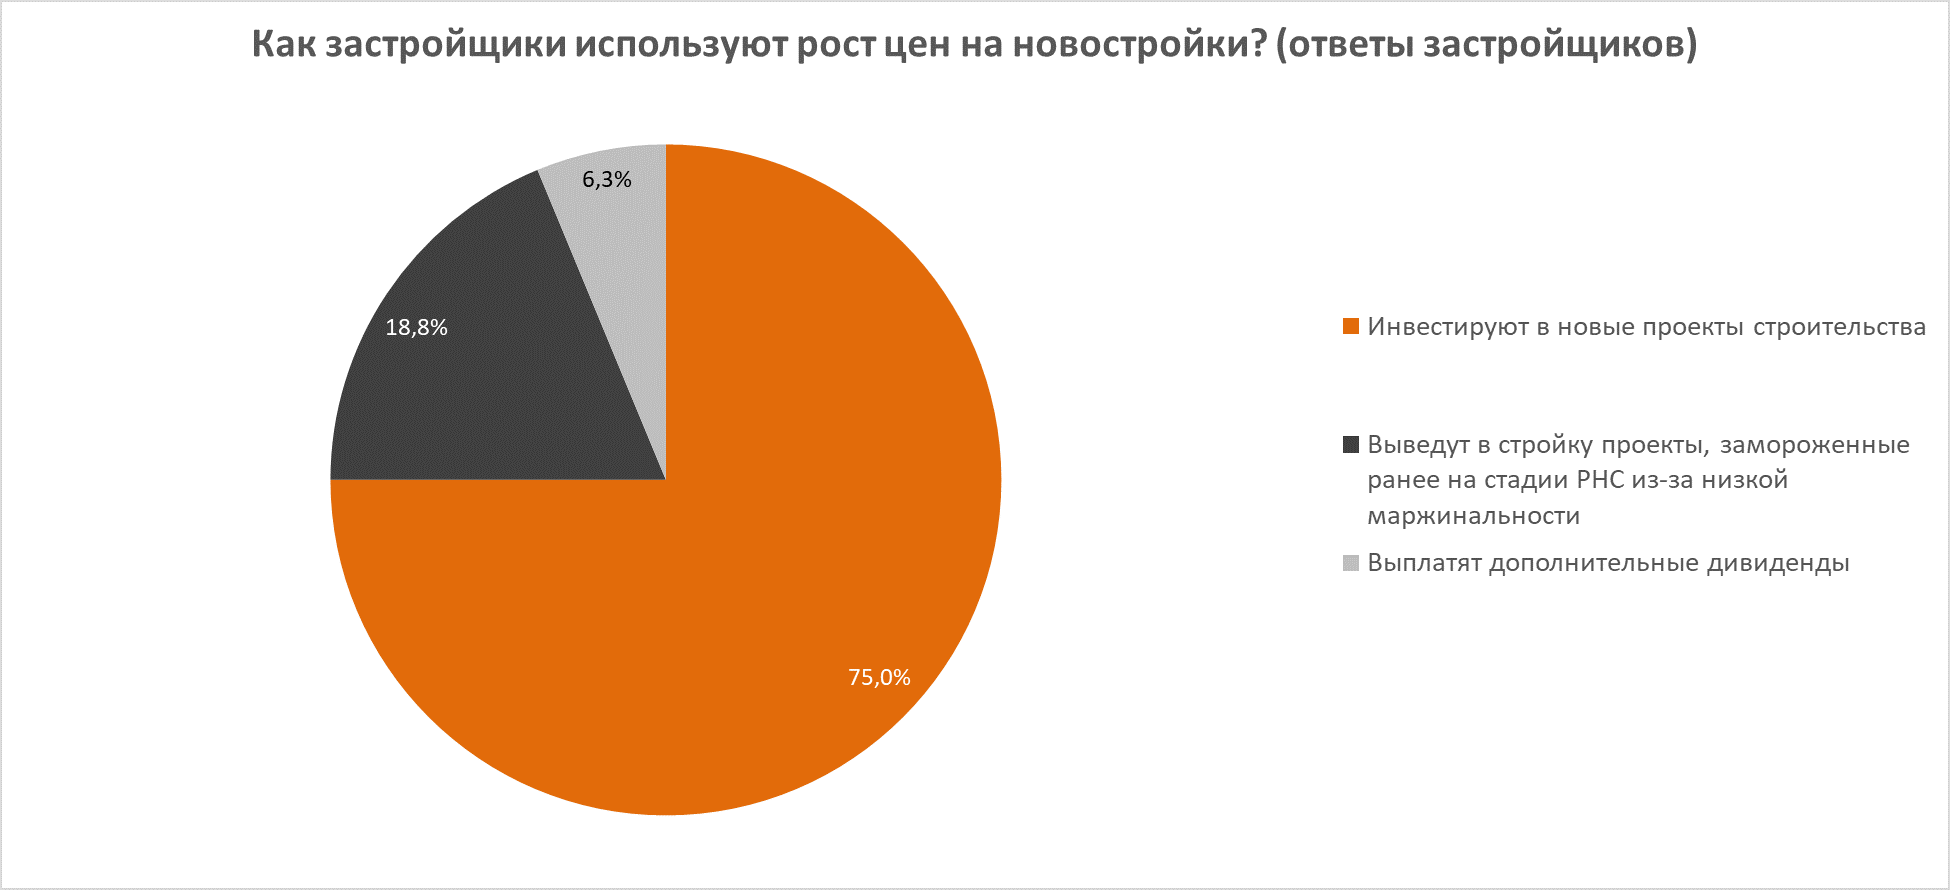 Как застройщики используют рост цен на новостройки? (ответы застройщиков)
6,3%
18,8%
75,0%
Инвестируют в новые проекты строительства
Выведут в стройку проекты, замороженные
ранее на стадии РНС из-за низкой
маржинальности
Выплатят дополнительные дивиденды